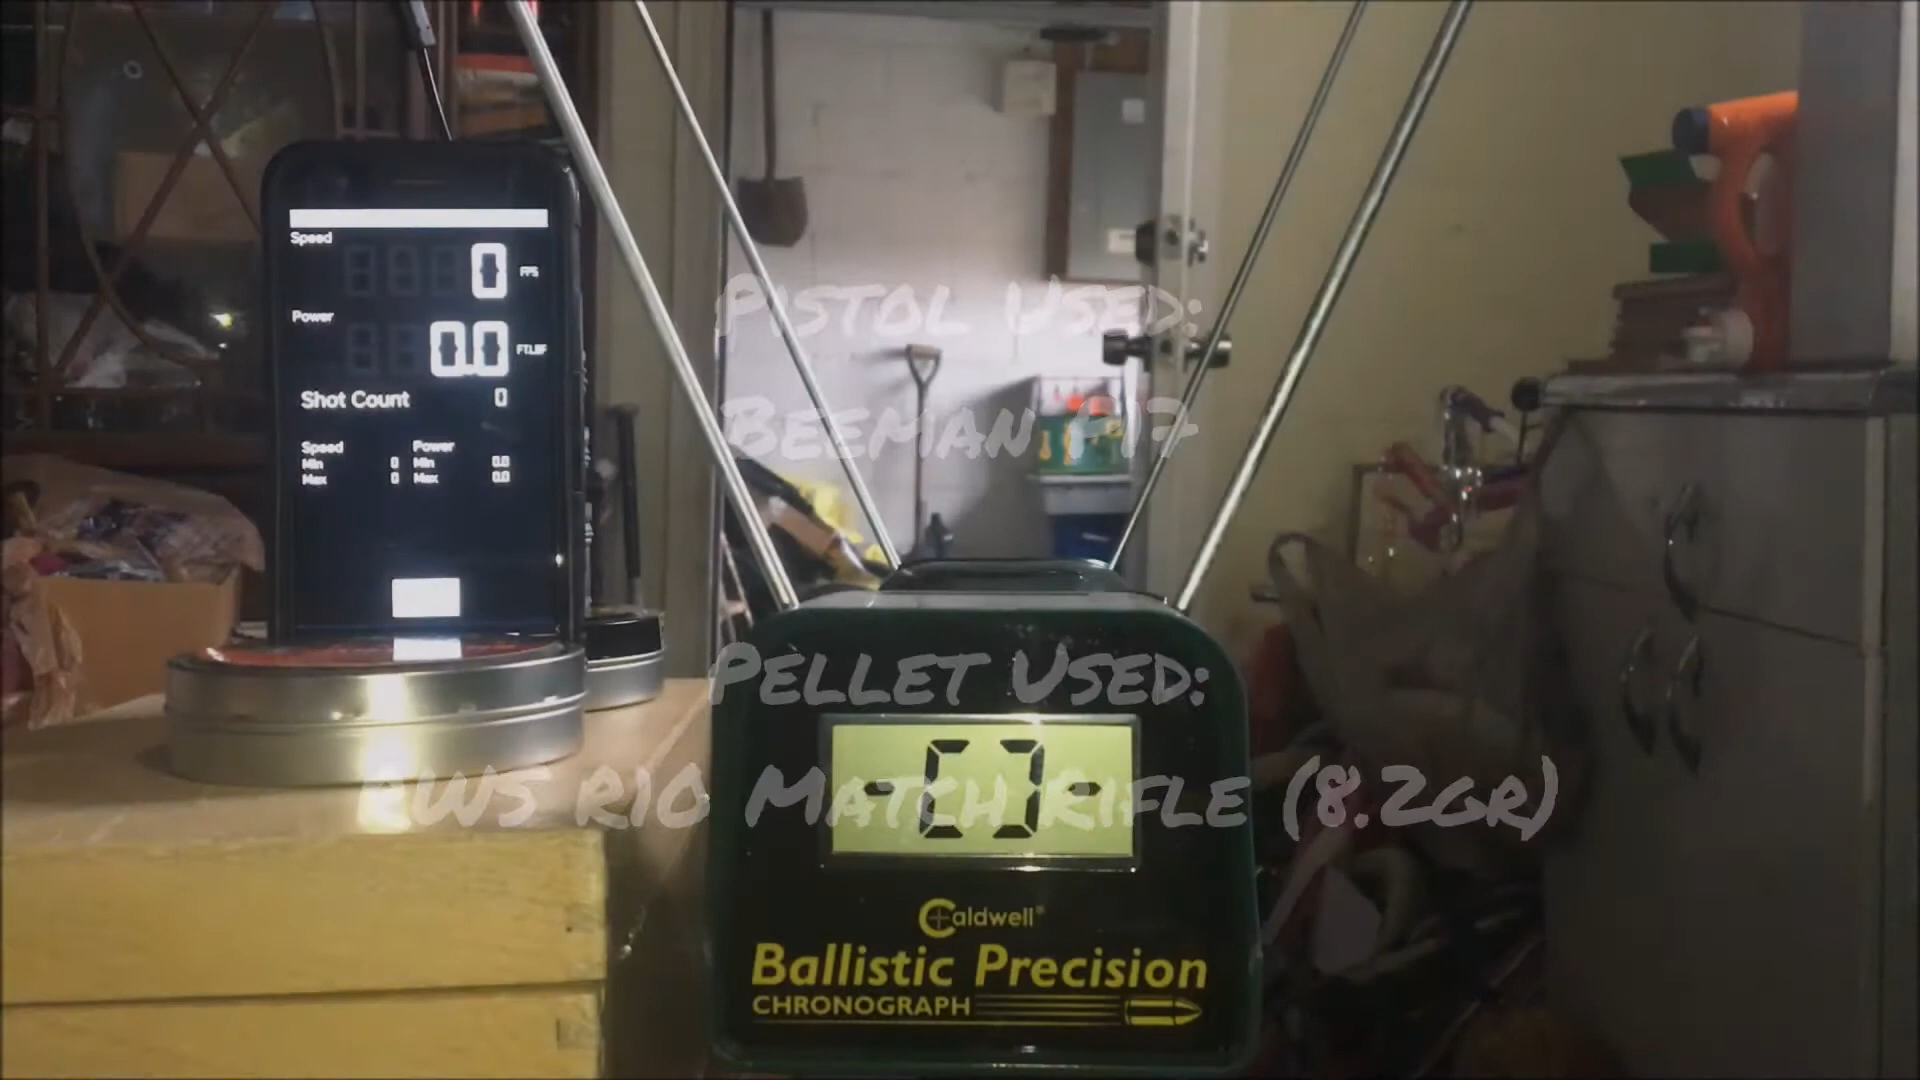 Speed
0 FPS
Power
0.0 FT.LBF
Shot Count 0
Speed Power
Min 0 Min 0.0
Max 0 Max 0.0
Pistol Used:
Beeman P17
Pellet Used:
RWS R10 Match Rifle (8.2gr)
-[ ]-
Caldwell®
Ballistic Precision
CHRONOGRAPH